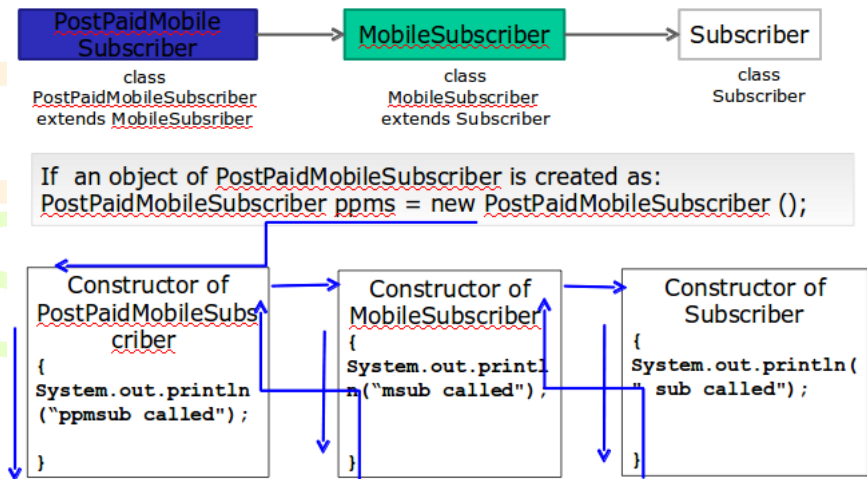 PostPaidMobile
Subscriber
MobileSubscriber
Subscriber
class
PostPaidMobileSubscriber
extends MobileSubsriber
class
MobileSubscriber
extends Subscriber
class
Subscriber
If an object of PostPaidMobileSubscriber is created as:
PostPaidMobileSubscriber ppms = new PostPaidMobileSubscriber ();
Constructor of
PostPaidMobileSubs
criber
{
System.out.println
(“ppmsub called");
}
Constructor of
MobileSubscriber
{
System.out.printl
n(“msub called");
}
Constructor of
Subscriber
{
System.out.println(
" sub called");
}